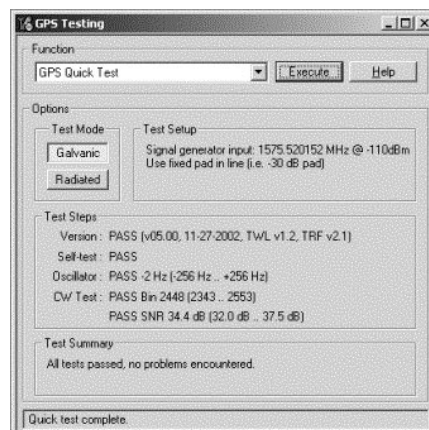 GPS Testing
Function
GPS Quick Test
Execute
Help
Options
Test Mode
Galvanic
Radiated
Test Setup
Signal generator input: 1575.520152 MHz @ -110dBm
Use fixed pad in line (i.e. -30 dB pad)
Test Steps
Version : PASS (v05.00, 11-27-2002, TWL v1.2, TRF v2.1)
Self-test : PASS
Oscillator : PASS -2 Hz (-256 Hz .. +256 Hz)
CW Test : PASS Bin 2448 (2343 .. 2553)
PASS SNR 34.4 dB (32.0 dB .. 37.5 dB)
Test Summary
All tests passed, no problems encountered.
Quick test complete.